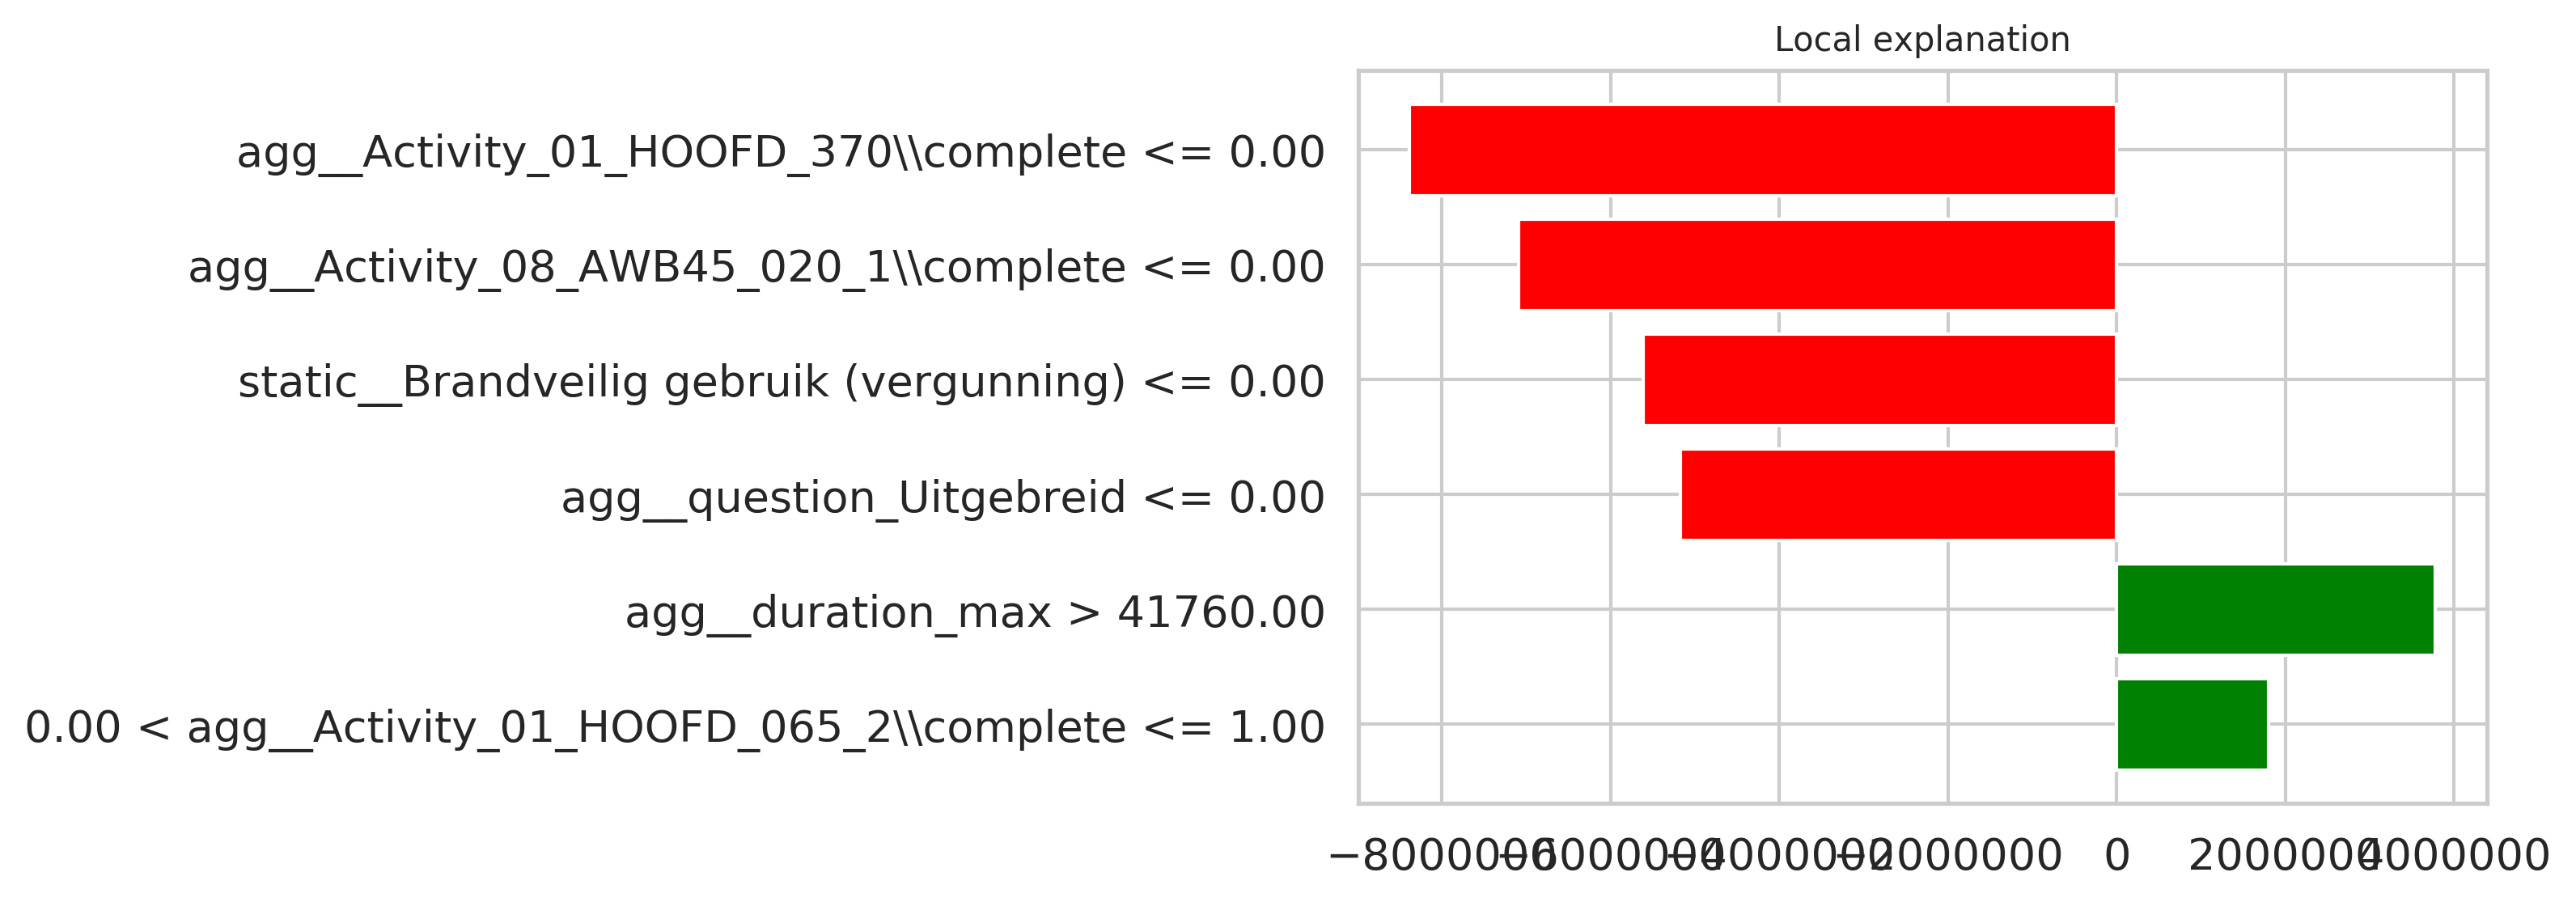 Local explanation
agg__Activity_01_HOOFD_370\\complete <= 0.00
agg__Activity_08_AWB45_020_1\\complete <= 0.00
static__Brandveilig gebruik (vergunning) <= 0.00
agg__question_Uitgebreid <= 0.00
agg__duration_max > 41760.00
0.00 < agg__Activity_01_HOOFD_065_2\\complete <= 1.00
−8000000 −6000000 −4000000 −2000000 0 2000000 4000000